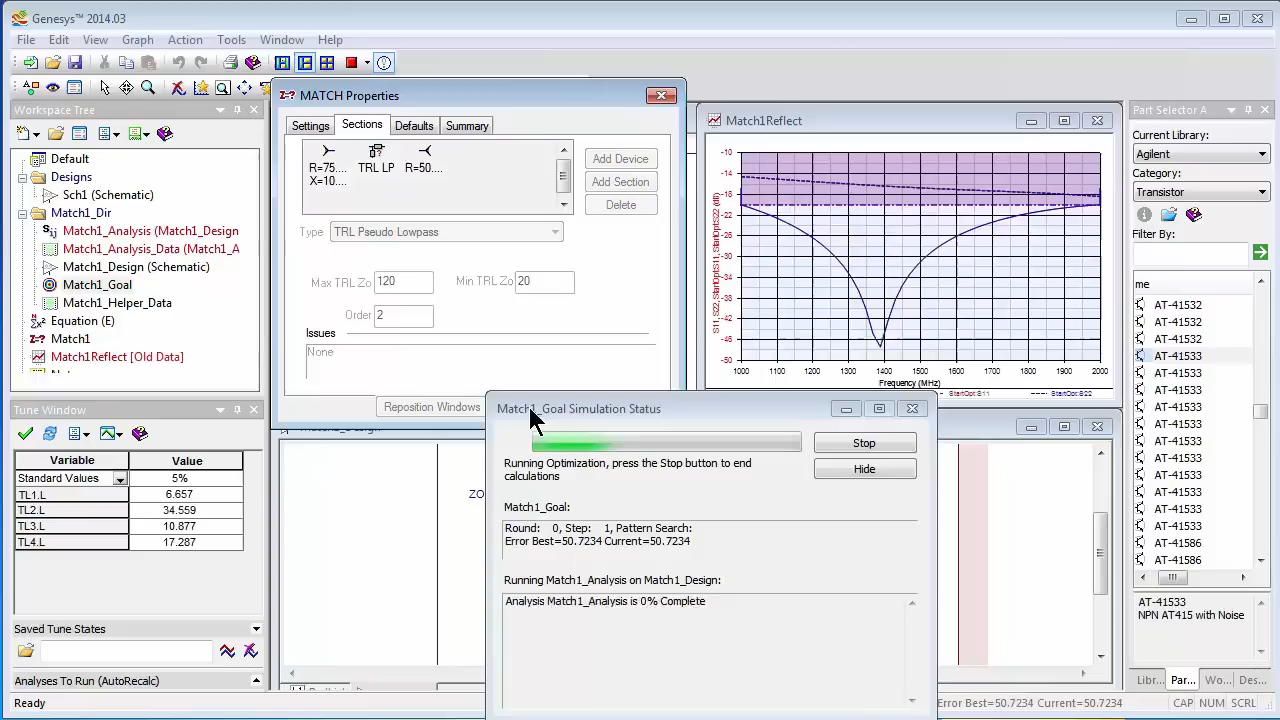 Genesys™ 2014.03
File Edit View Graph Action Tools Window Help
Workspace Tree
Default
Designs
Sch1 (Schematic)
Match1_Dir
Match1_Analysis (Match1_Design
Match1_Analysis_Data (Match1_A
Match1_Design (Schematic)
Match1_Goal
Match1_Helper_Data
Equation (E)
Match1
Match1Reflect [Old Data]
Tune Window
Variable Value
Standard Values 5%
TL1.L 6.657
TL2.L 34.559
TL3.L 10.877
TL4.L 17.287
Saved Tune States
Analyses To Run (AutoRecalc)
Ready
MATCH Properties
Settings Sections Defaults Summary
R=75.... TRL LP R=50....
X=10....
Add Device
Add Section
Delete
Type TRL Pseudo Lowpass
Max TRL Zo 120 Min TRL Zo 20
Order 2
Issues
None
Reposition Windows
ZO
Match1_Goal Simulation Status
Stop
Hide
Running Optimization, press the Stop button to end
calculations
Match1_Goal:
Round: 0, Step: 1, Pattern Search:
Error Best=50.7234 Current=50.7234
Running Match1_Analysis on Match1_Design:
Analysis Match1_Analysis is 0% Complete
Match1Reflect
-10
-14
-18
-22
-26
-30
-34
-38
-42
-46
-50
1000 1100 1200 1300 1400 1500 1600 1700 1800 1900 2000
Frequency (MHz)
StartOpt:S11 StartOpt:S22
Part Selector A
Current Library:
Agilent
Category:
Transistor
Filter By:
me
AT-41532
AT-41532
AT-41532
AT-41533
AT-41533
AT-41533
AT-41533
AT-41533
AT-41533
AT-41533
AT-41533
AT-41533
AT-41533
AT-41533
AT-41586
AT-41586
AT-41533
NPN AT415 with Noise
Libr... Par... Wo... Des...
Error Best=50.7234 Current=50.7234 CAP NUM SCRL